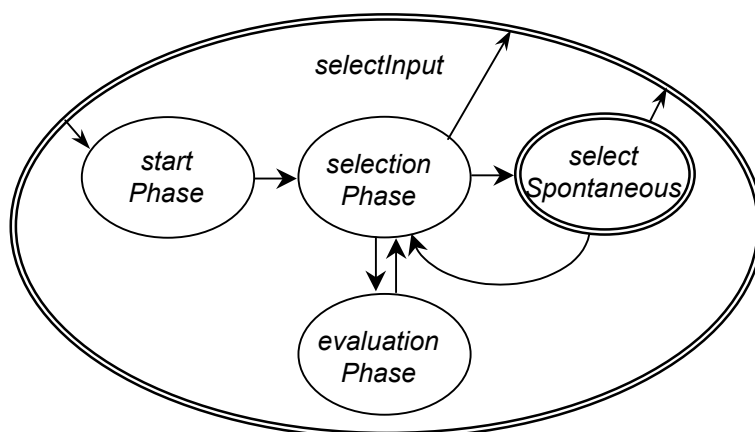 selectInput
start
Phase
selection
Phase
select
Spontaneous
evaluation
Phase